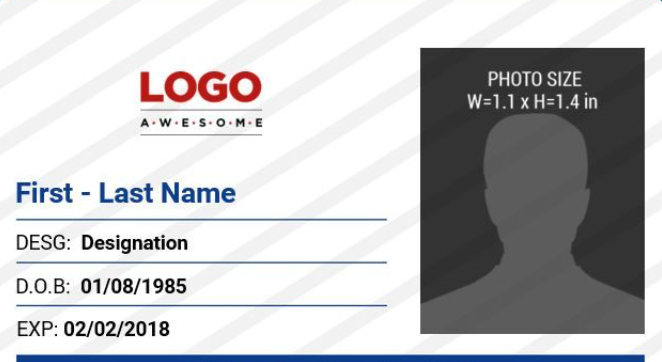 LOGO
A•W•E•S•O•M•E
PHOTO SIZE
W=1.1 x H=1.4 in
First - Last Name
DESG: Designation
D.O.B: 01/08/1985
EXP: 02/02/2018